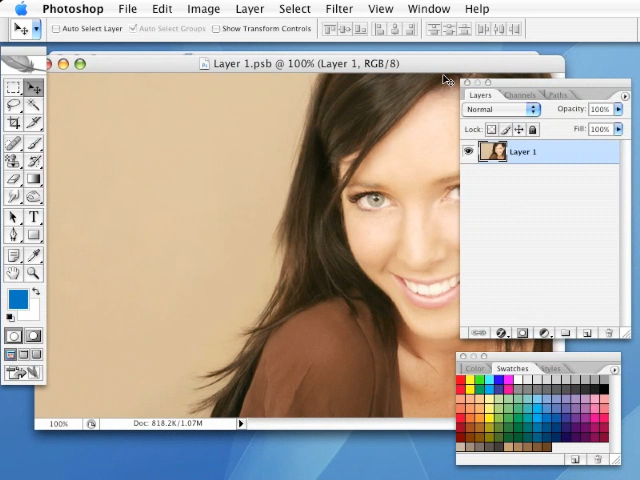 Photoshop File Edit Image Layer Select Filter View Window Help
Auto Select Layer Auto Select Groups Show Transform Controls
Layer 1.psb @ 100% (Layer 1, RGB/8)
Layers Channels Paths
Normal Opacity: 100%
Lock: Fill: 100%
Layer 1
T
Color Swatches Styles
100% Doc: 818.2K/1.07M